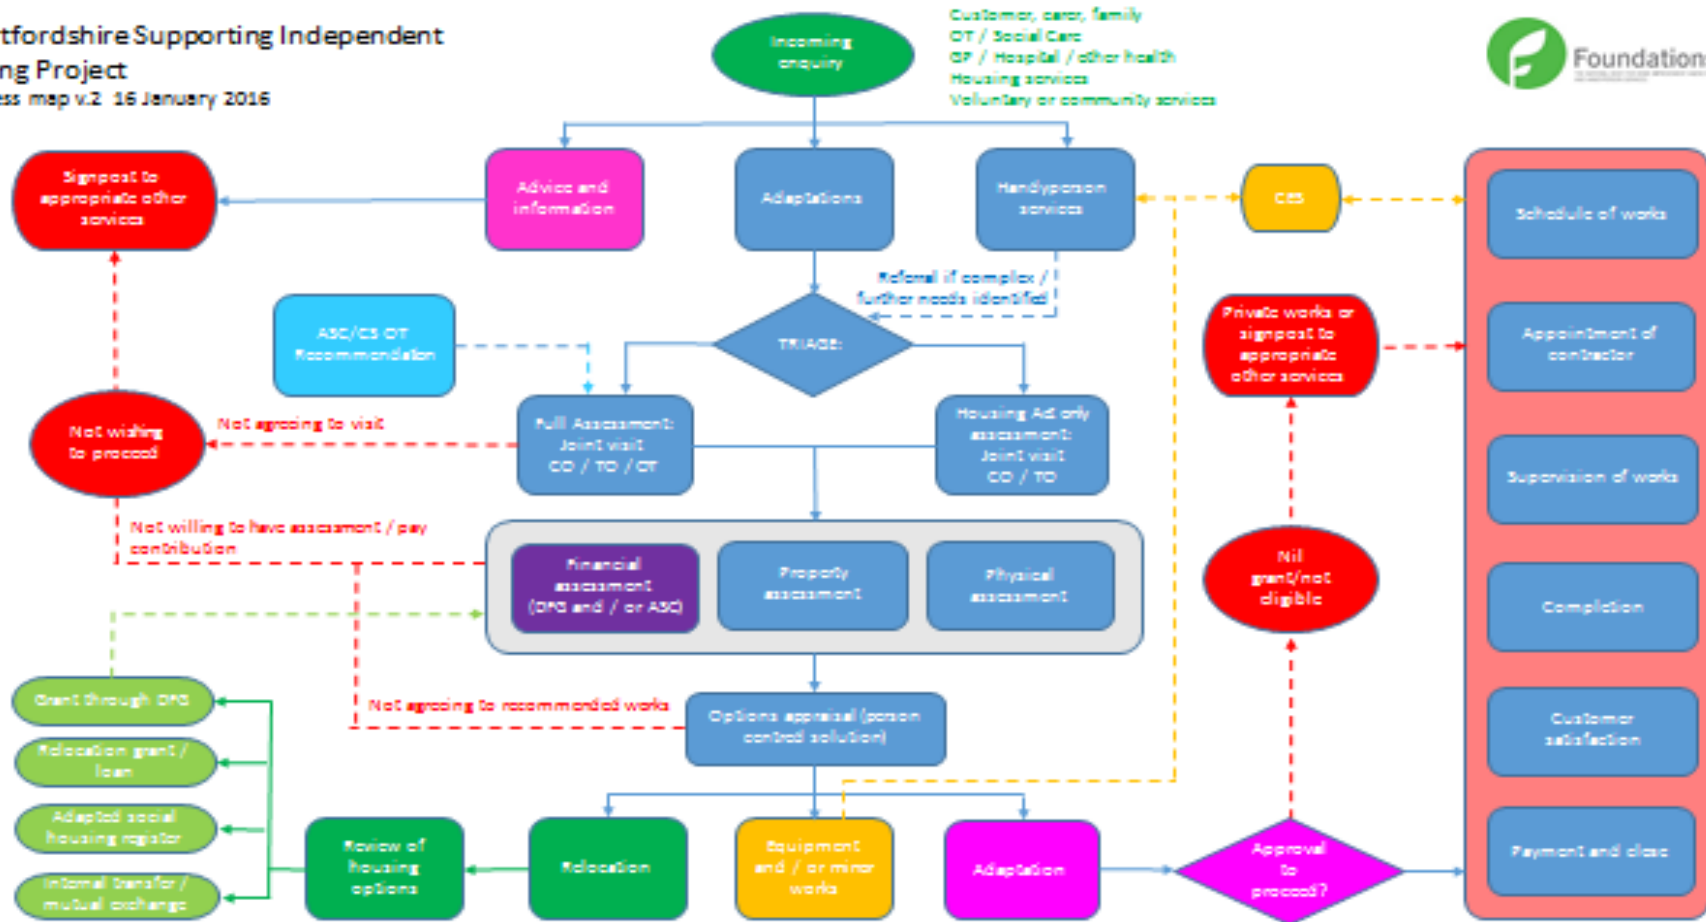 tfordshire Supporting Independent
ng Project
ess map v.2 16 January 2016
Incoming
enquiry
Customer, carer, family
OT / Social Care
GP / Hospital / other health
Housing services
Voluntary or community services
Foundation
Signpost to
appropriate other
services
Advice and
information
Adaptations
Handyperson
services
CES
Schedule of works
Referral if complex /
further needs identified
ASC/CS OT
Recommendation
TRIAGE:
Private works or
signpost to
appropriate
other services
Appointment of
contractor
Not wishing
to proceed
Not agreeing to visit
Full Assessment:
Joint visit
CO / TO / OT
Housing Act only
assessment:
Joint visit
CO / TO
Supervision of works
Not willing to have assessment / pay
contribution
Financial
assessment
(DFG and / or ASC)
Property
assessment
Physical
assessment
Nil
grant/not
eligible
Completion
Grant through DFG
Not agreeing to recommended works
Options appraisal (person
centred solution)
Customer
satisfaction
Relocation grant /
loan
Adapted social
housing register
Internal transfer /
mutual exchange
Review of
housing
options
Relocation
Equipment
and / or minor
works
Adaptation
Approval
to
proceed?
Payment and close